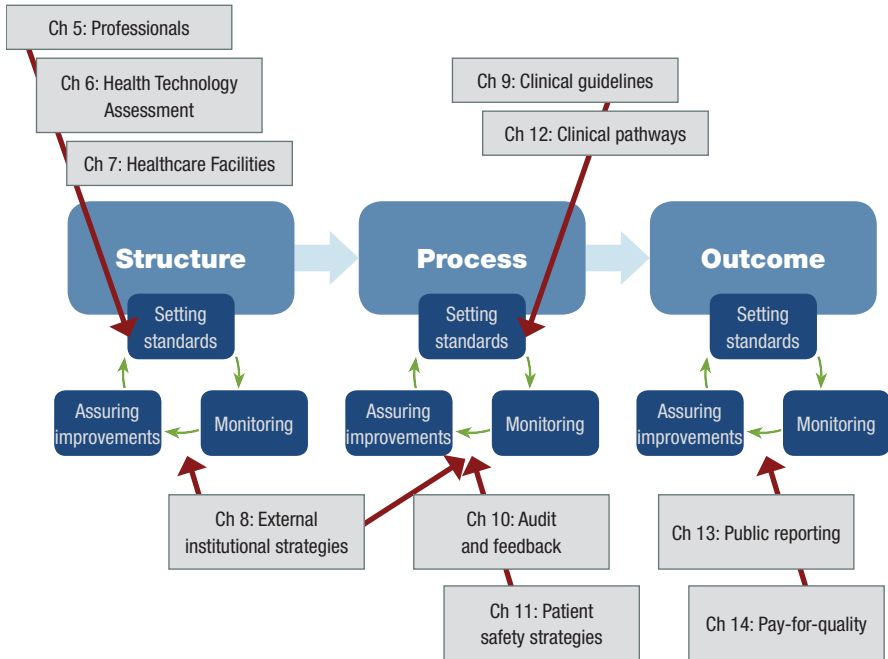 Ch 5: Professionals
Ch 6: Health Technology
Assessment
Ch 7: Healthcare Facilities
Ch 9: Clinical guidelines
Ch 12: Clinical pathways
Structure
Process
Outcome
Setting
standards
Assuring
improvements
Monitoring
Setting
standards
Assuring
improvements
Monitoring
Setting
standards
Assuring
improvements
Monitoring
Ch 8: External
institutional strategies
Ch 10: Audit
and feedback
Ch 11: Patient
safety strategies
Ch 13: Public reporting
Ch 14: Pay-for-quality